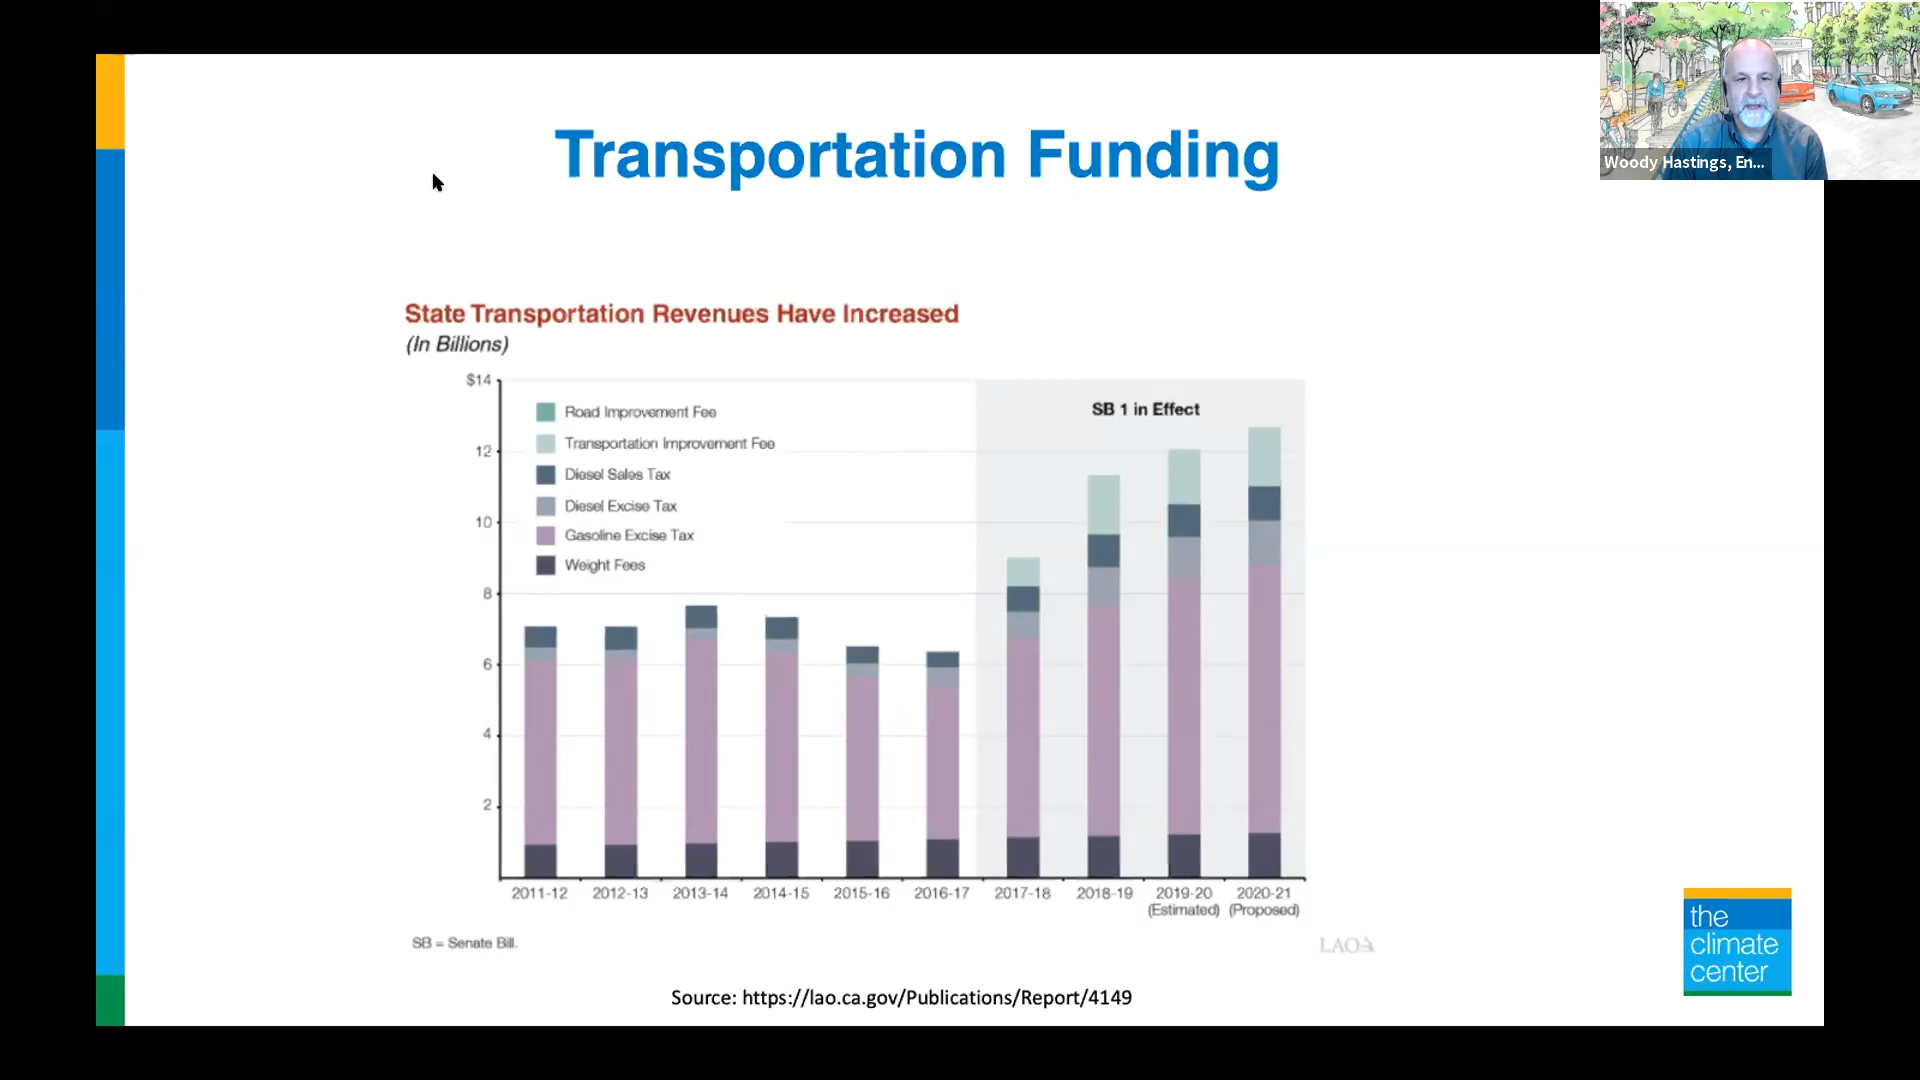 Transportation Funding
Woody Hastings, En...
State Transportation Revenues Have Increased
(In Billions)
$14
12
10
8
6
4
2
Road Improvement Fee
Transportation Improvement Fee
Diesel Sales Tax
Diesel Excise Tax
Gasoline Excise Tax
Weight Fees
SB 1 in Effect
2011-12 2012-13 2013-14 2014-15 2015-16 2016-17 2017-18 2018-19 2019-20 2020-21
(Estimated) (Proposed)
SB = Senate Bill.
LAO
the
climate
center
Source: https://lao.ca.gov/Publications/Report/4149